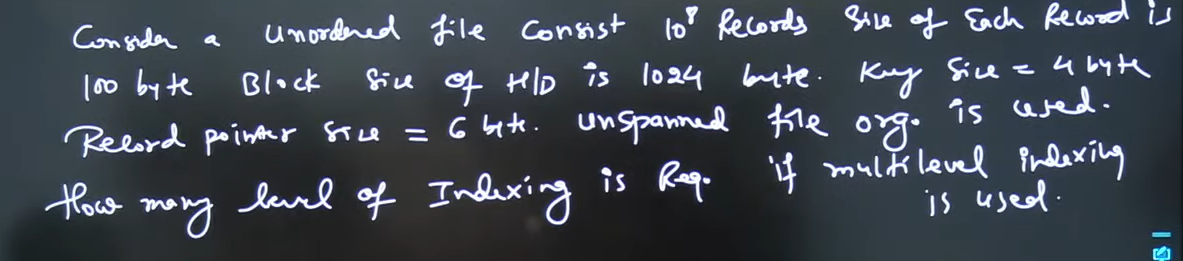 Consider a unordered file Consist 10⁸ Records Size of Each Record is
100 byte Block Size of H/D is 1024 byte. Key Size = 4 byte
Record pointer size = 6 byte. unspanned file org. is used.
How many level of Indexing is Req. if multilevel indexing
is used.